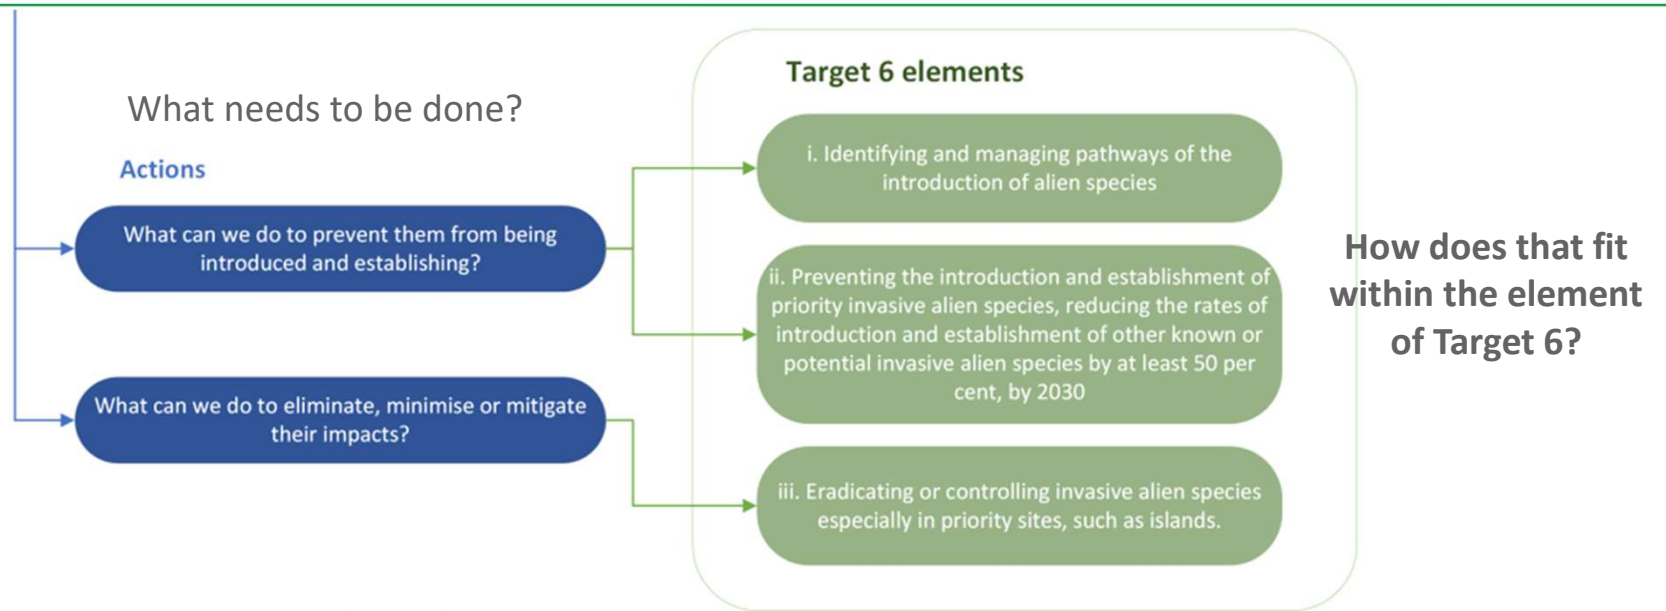 What needs to be done?
Actions
What can we do to prevent them from being
introduced and establishing?
What can we do to eliminate, minimise or mitigate
their impacts?
Target 6 elements
i. Identifying and managing pathways of the
introduction of alien species
ii. Preventing the introduction and establishment of
priority invasive alien species, reducing the rates of
introduction and establishment of other known or
potential invasive alien species by at least 50 per
cent, by 2030
iii. Eradicating or controlling invasive alien species
especially in priority sites, such as islands.
How does that fit
within the element
of Target 6?